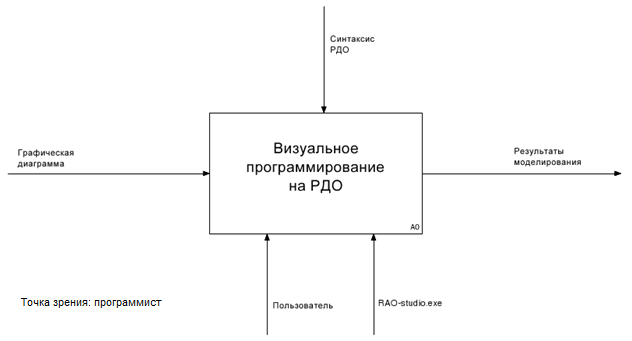 Синтаксис
РДО
Графическая
диаграмма
Визуальное
программирование
на РДО
A0
Результаты
моделирования
Точка зрения: программист
Пользователь
RAO-studio.exe